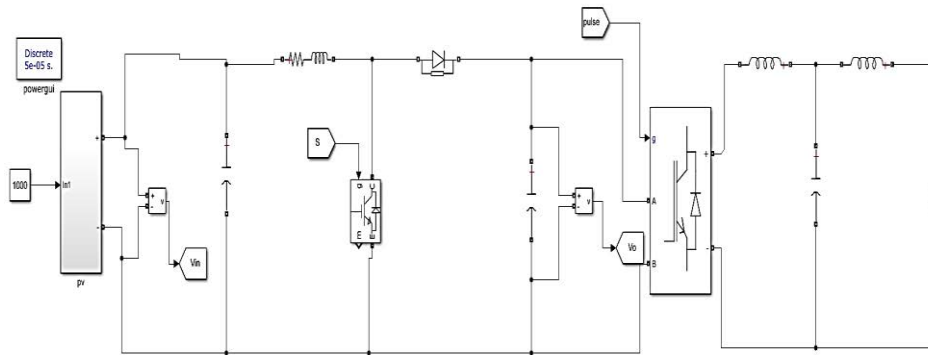 pulse
Discrete
5e-05 s.
powergui
S
1000
In1
+
-
pv
+
-
v
Vin
g
C
E
+
-
v
Vo
g
A
B
+
-